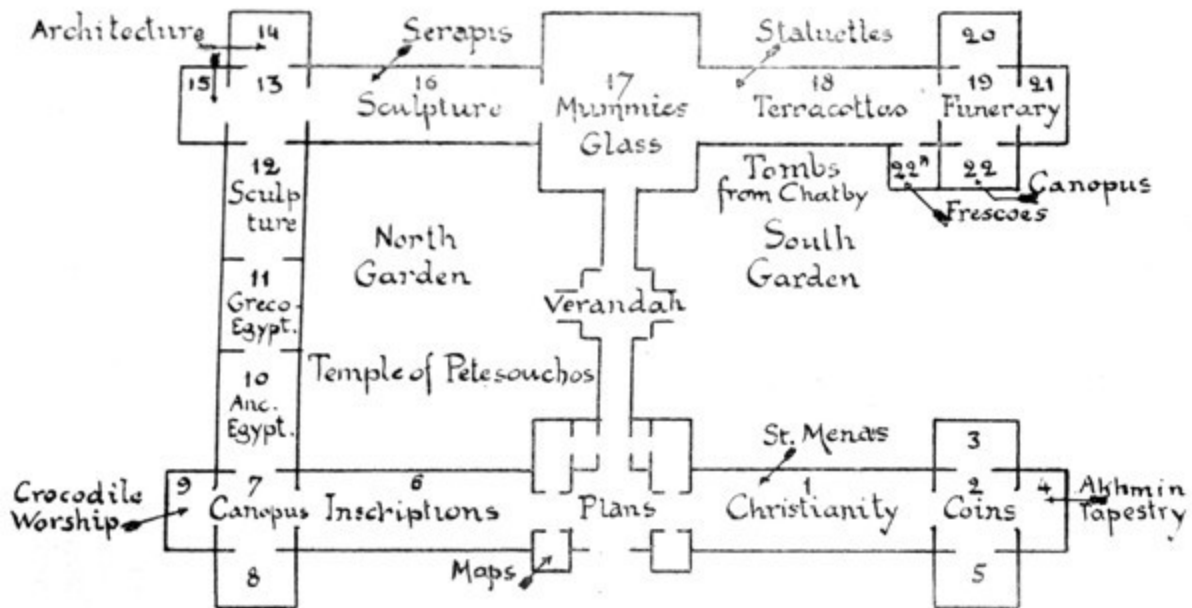 Architecture
14
Serapis
Statuettes
20
15
13
16
Sculpture
17
Mummies
Glass
18
Terracottas
19
Funerary
21
12
Sculp
ture
Tombs
from Chatby
22ᴬ
22
Canopus
Frescoes
North
Garden
South
Garden
11
Greco-
Egypt.
Verandah
10
Anc.
Egypt.
Temple of Petesouchos
St. Menas
3
Crocodile
Worship
9
7
Canopus
6
Inscriptions
Plans
1
Christianity
2
Coins
4
Akhmin
Tapestry
8
Maps
5